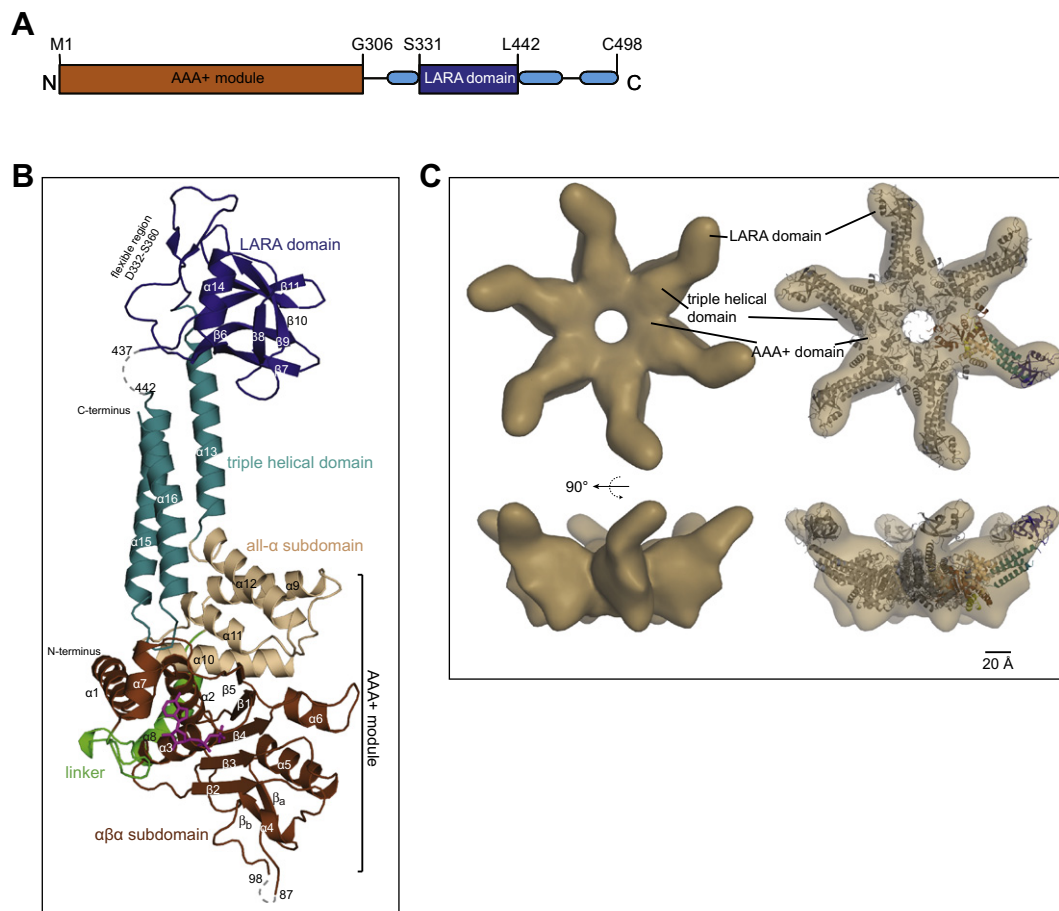 A
M1 G306 S331 L442 C498
N AAA+ module LARA domain C
B
flexible region
D332-S360
LARA domain
α14
β11
β10
β6
β8
β9
β7
437
442
C-terminus
α13
triple helical domain
α16
α15
all-α subdomain
α12
α9
α11
N-terminus
α10
α1
α7
α2
β5
β1
α6
α8
α3
β4
linker
β3
α5
β2
βa
βb
α4
αβα subdomain
98
87
AAA+ module
C
LARA domain
triple helical
domain
AAA+ domain
90°
20 Å